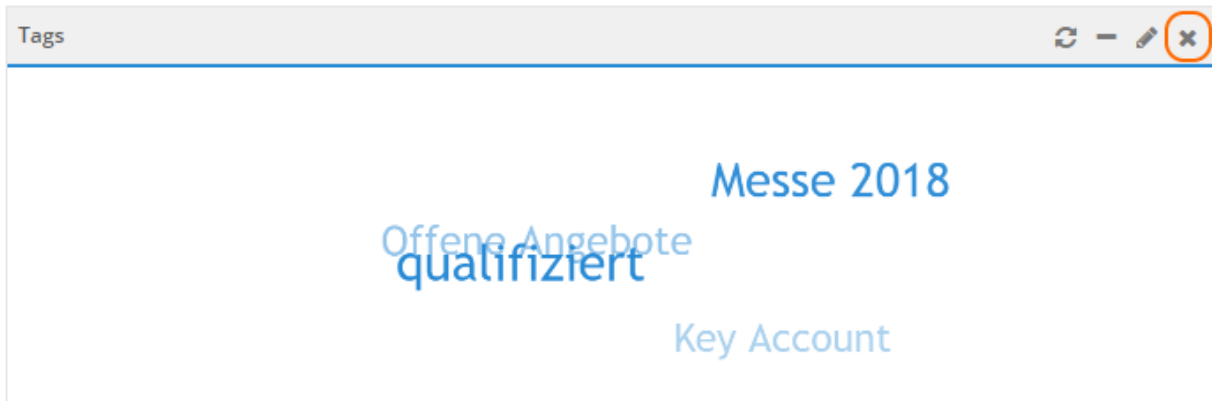 Tags
Messe 2018
Offene Angebote
qualifiziert
Key Account